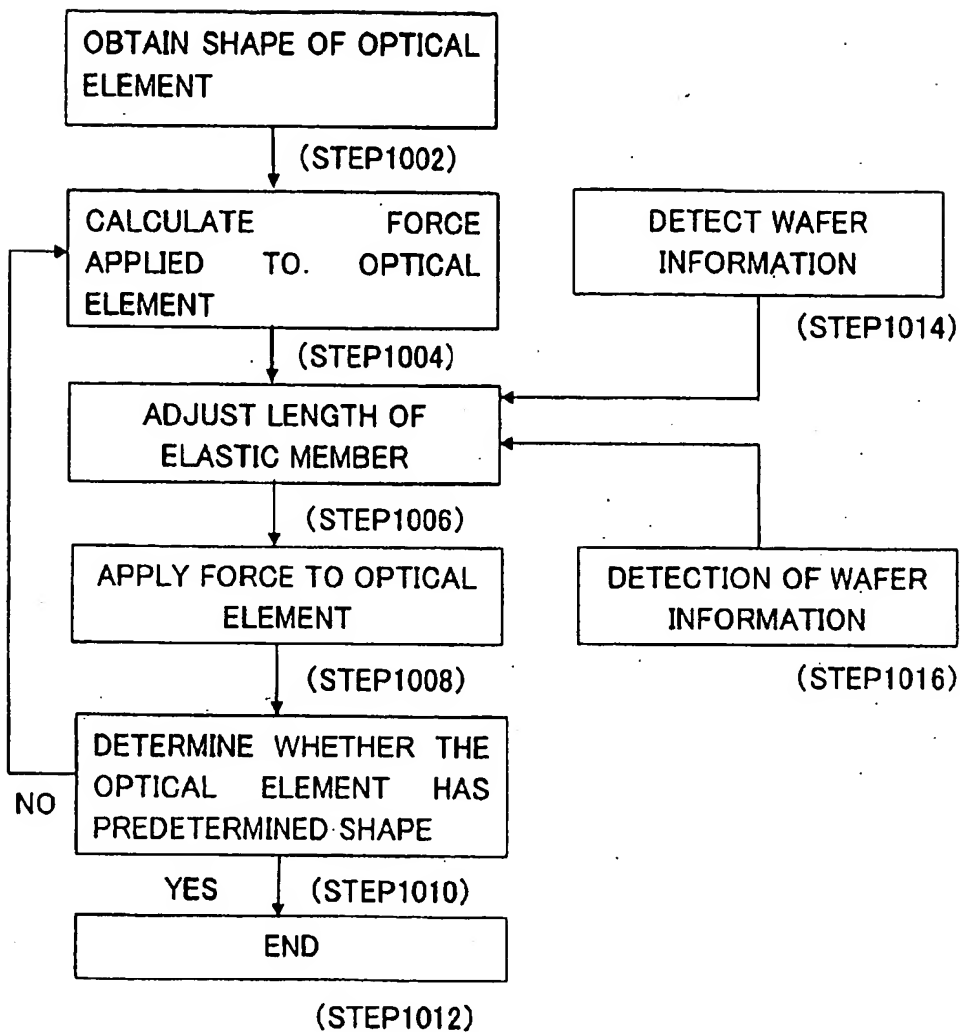 OBTAIN SHAPE OF OPTICAL
ELEMENT
(STEP1002)
CALCULATE FORCE
APPLIED TO. OPTICAL
ELEMENT
(STEP1004)
DETECT WAFER
INFORMATION
(STEP1014)
ADJUST LENGTH OF
ELASTIC MEMBER
(STEP1006)
APPLY FORCE TO OPTICAL
ELEMENT
(STEP1008)
DETECTION OF WAFER
INFORMATION
(STEP1016)
DETERMINE WHETHER THE
OPTICAL ELEMENT HAS
PREDETERMINED SHAPE
NO
YES
(STEP1010)
END
(STEP1012)